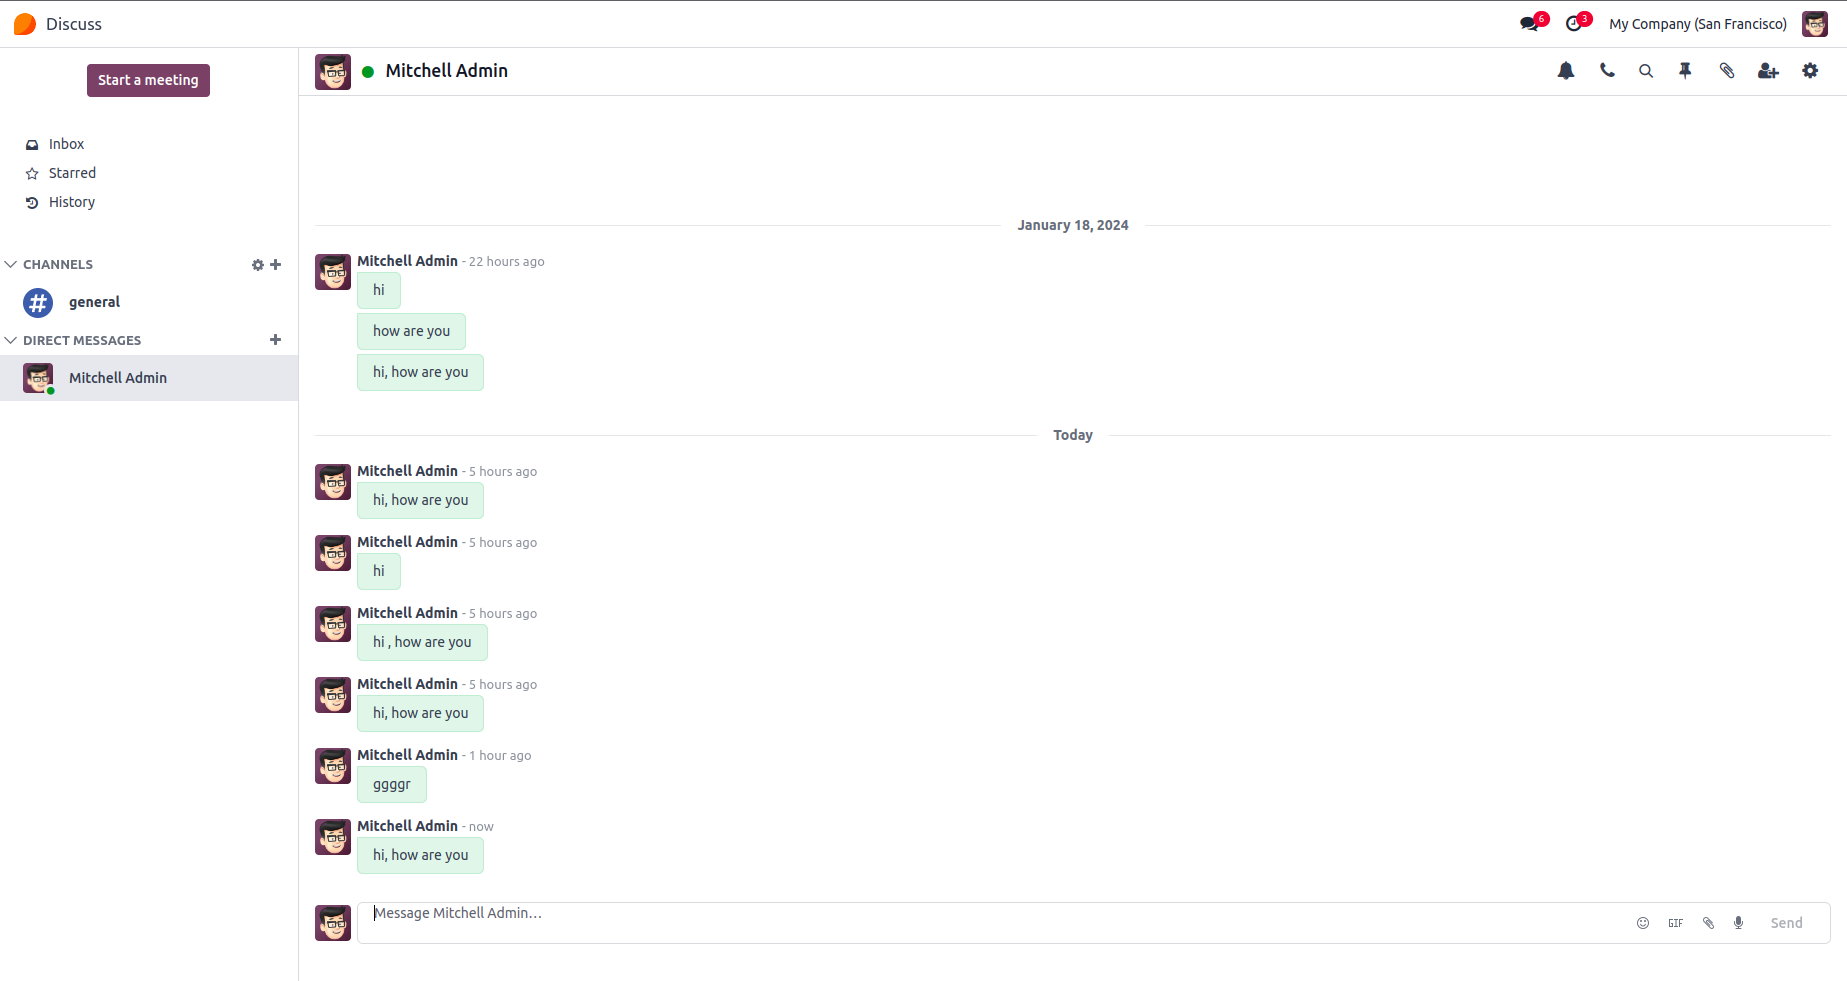 Discuss
6
3
My Company (San Francisco)
Start a meeting
Inbox
Starred
History
CHANNELS
general
DIRECT MESSAGES
Mitchell Admin
Mitchell Admin
January 18, 2024
Mitchell Admin - 22 hours ago
hi
how are you
hi, how are you
Today
Mitchell Admin - 5 hours ago
hi, how are you
Mitchell Admin - 5 hours ago
hi
Mitchell Admin - 5 hours ago
hi , how are you
Mitchell Admin - 5 hours ago
hi, how are you
Mitchell Admin - 1 hour ago
ggggr
Mitchell Admin - now
hi, how are you
Message Mitchell Admin…
GIF
Send